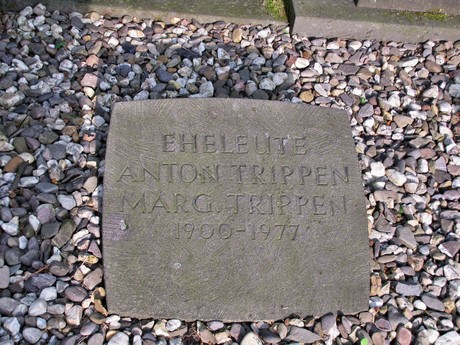 EHELEUTE
ANTON TRIPPEN
MARG. TRIPPEN
1900-1977